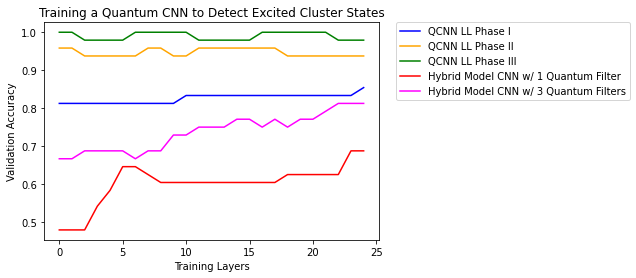 Training a Quantum CNN to Detect Excited Cluster States
QCNN LL Phase I
QCNN LL Phase II
QCNN LL Phase III
Hybrid Model CNN w/ 1 Quantum Filter
Hybrid Model CNN w/ 3 Quantum Filters
Validation Accuracy
1.0
0.9
0.8
0.7
0.6
0.5
0 5 10 15 20 25
Training Layers